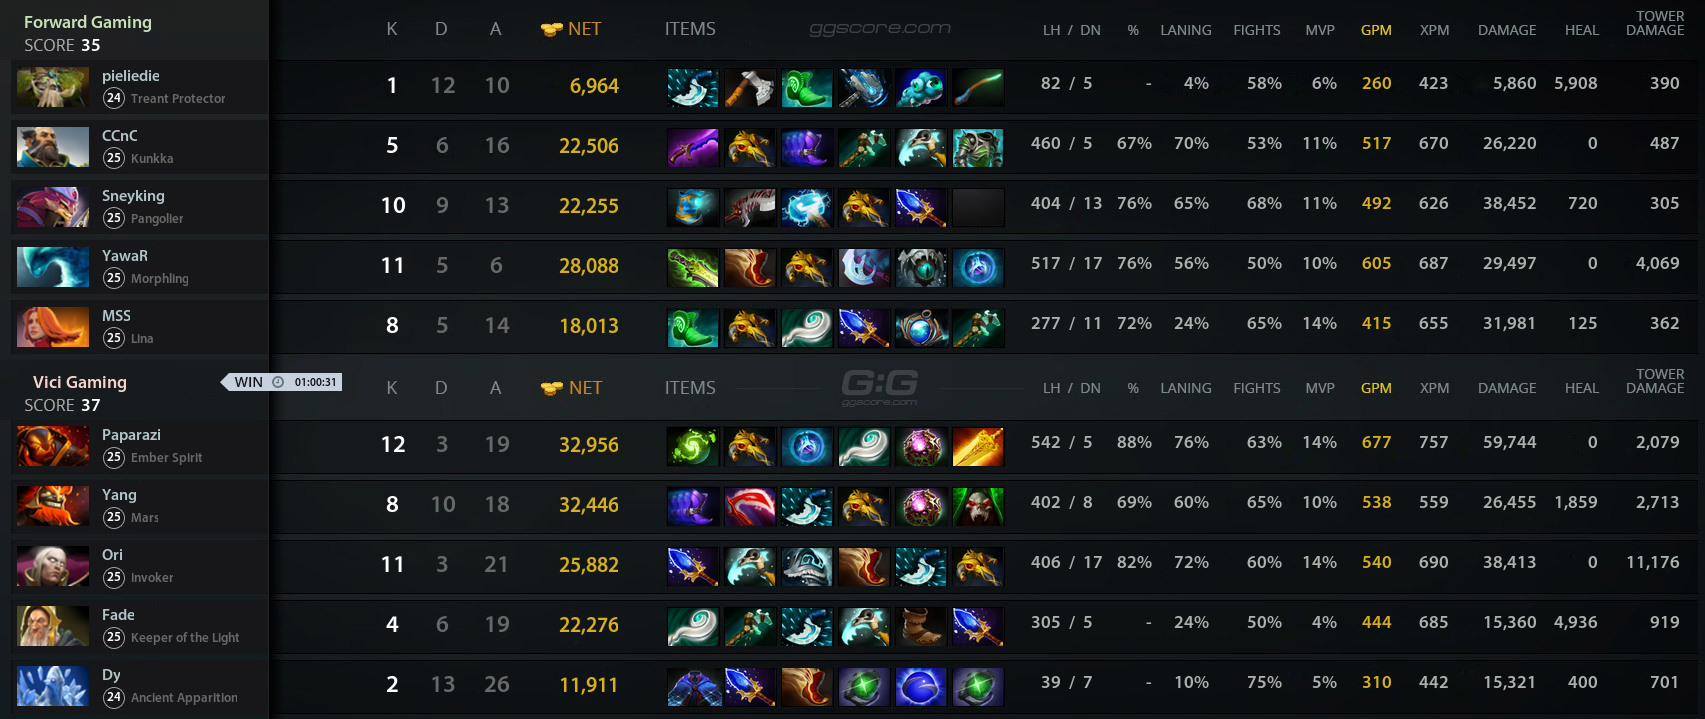 Forward Gaming
SCORE 35
K D A NET ITEMS ggscore.com LH / DN % LANING FIGHTS MVP GPM XPM DAMAGE HEAL TOWER DAMAGE
pieliedie
24 Treant Protector
1 12 10 6,964 82 / 5 - 4% 58% 6% 260 423 5,860 5,908 390
CCnC
25 Kunkka
5 6 16 22,506 460 / 5 67% 70% 53% 11% 517 670 26,220 0 487
Sneyking
25 Pangolier
10 9 13 22,255 404 / 13 76% 65% 68% 11% 492 626 38,452 720 305
YawaR
25 Morphling
11 5 6 28,088 517 / 17 76% 56% 50% 10% 605 687 29,497 0 4,069
MSS
25 Lina
8 5 14 18,013 277 / 11 72% 24% 65% 14% 415 655 31,981 125 362
Vici Gaming
WIN 01:00:31
SCORE 37
K D A NET ITEMS G:G ggscore.com LH / DN % LANING FIGHTS MVP GPM XPM DAMAGE HEAL TOWER DAMAGE
Paparazi
25 Ember Spirit
12 3 19 32,956 542 / 5 88% 76% 63% 14% 677 757 59,744 0 2,079
Yang
25 Mars
8 10 18 32,446 402 / 8 69% 60% 65% 10% 538 559 26,455 1,859 2,713
Ori
25 Invoker
11 3 21 25,882 406 / 17 82% 72% 60% 14% 540 690 38,413 0 11,176
Fade
25 Keeper of the Light
4 6 19 22,276 305 / 5 - 24% 50% 4% 444 685 15,360 4,936 919
Dy
24 Ancient Apparition
2 13 26 11,911 39 / 7 - 10% 75% 5% 310 442 15,321 400 701